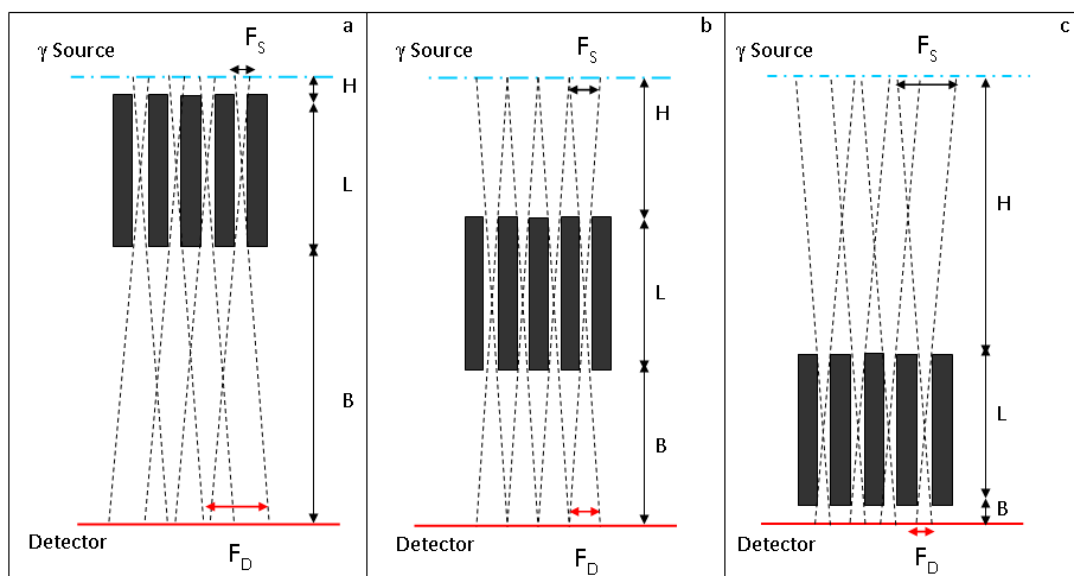 a
γ Source
F_S
H
L
B
Detector
F_D
b
γ Source
F_S
H
L
B
Detector
F_D
c
γ Source
F_S
H
L
B
Detector
F_D